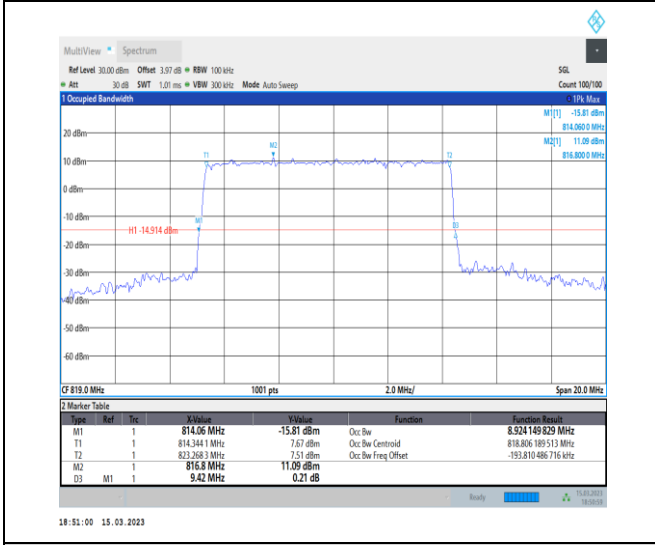 MultiView Spectrum
Ref Level 30.00 dBm Offset 3.97 dB RBW 100 kHz SGL
Att 30 dB SWT 1.01 ms VBW 300 kHz Mode Auto Sweep Count 100/100
1 Occupied Bandwidth 1Pk Max
M1[1] -15.81 dBm
814.060 0 MHz
M2[1] 11.09 dBm
816.800 0 MHz
20 dBm
M2
T1 T2
10 dBm
0 dBm
-10 dBm
M1 D3
H1 -14.914 dBm
-20 dBm
-30 dBm
-40 dBm
-50 dBm
-60 dBm
CF 819.0 MHz 1001 pts 2.0 MHz/ Span 20.0 MHz
2 Marker Table
Type Ref Trc X-Value Y-Value Function Function Result
M1 1 814.06 MHz -15.81 dBm Occ Bw 8.924 149 829 MHz
T1 1 814.344 1 MHz 7.67 dBm Occ Bw Centroid 818.806 189 513 MHz
T2 1 823.268 3 MHz 7.51 dBm Occ Bw Freq Offset -193.810 486 716 kHz
M2 1 816.8 MHz 11.09 dBm
D3 M1 1 9.42 MHz 0.21 dB
Ready 15.03.2023
18:50:58
18:51:00 15.03.2023